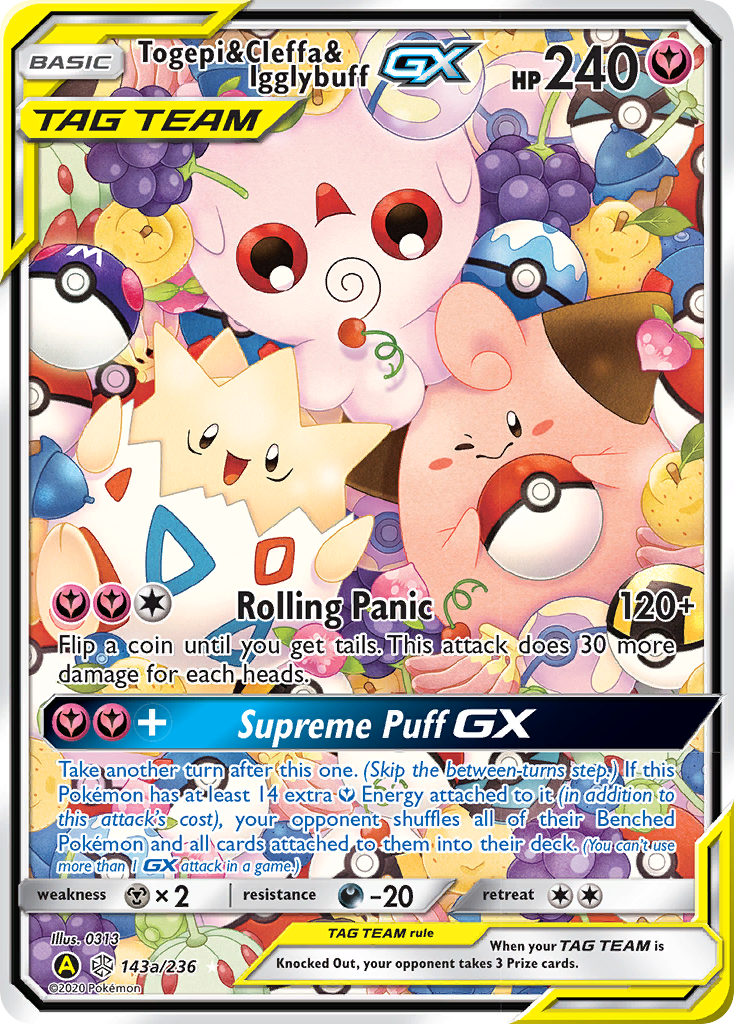 BASIC
Togepi&Cleffa&
Igglybuff GX
HP 240
TAG TEAM
M
Rolling Panic 120+
Flip a coin until you get tails. This attack does 30 more
damage for each heads.
+ Supreme Puff GX
Take another turn after this one. (Skip the between-turns step.) If this
Pokémon has at least 14 extra Energy attached to it (in addition to
this attack's cost), your opponent shuffles all of their Benched
Pokémon and all cards attached to them into their deck. (You can't use
more than 1 GX attack in a game.)
weakness ×2 resistance -20 retreat
Illus. 0313
A 143a/236
©2020 Pokémon
TAG TEAM rule
When your TAG TEAM is
Knocked Out, your opponent takes 3 Prize cards.